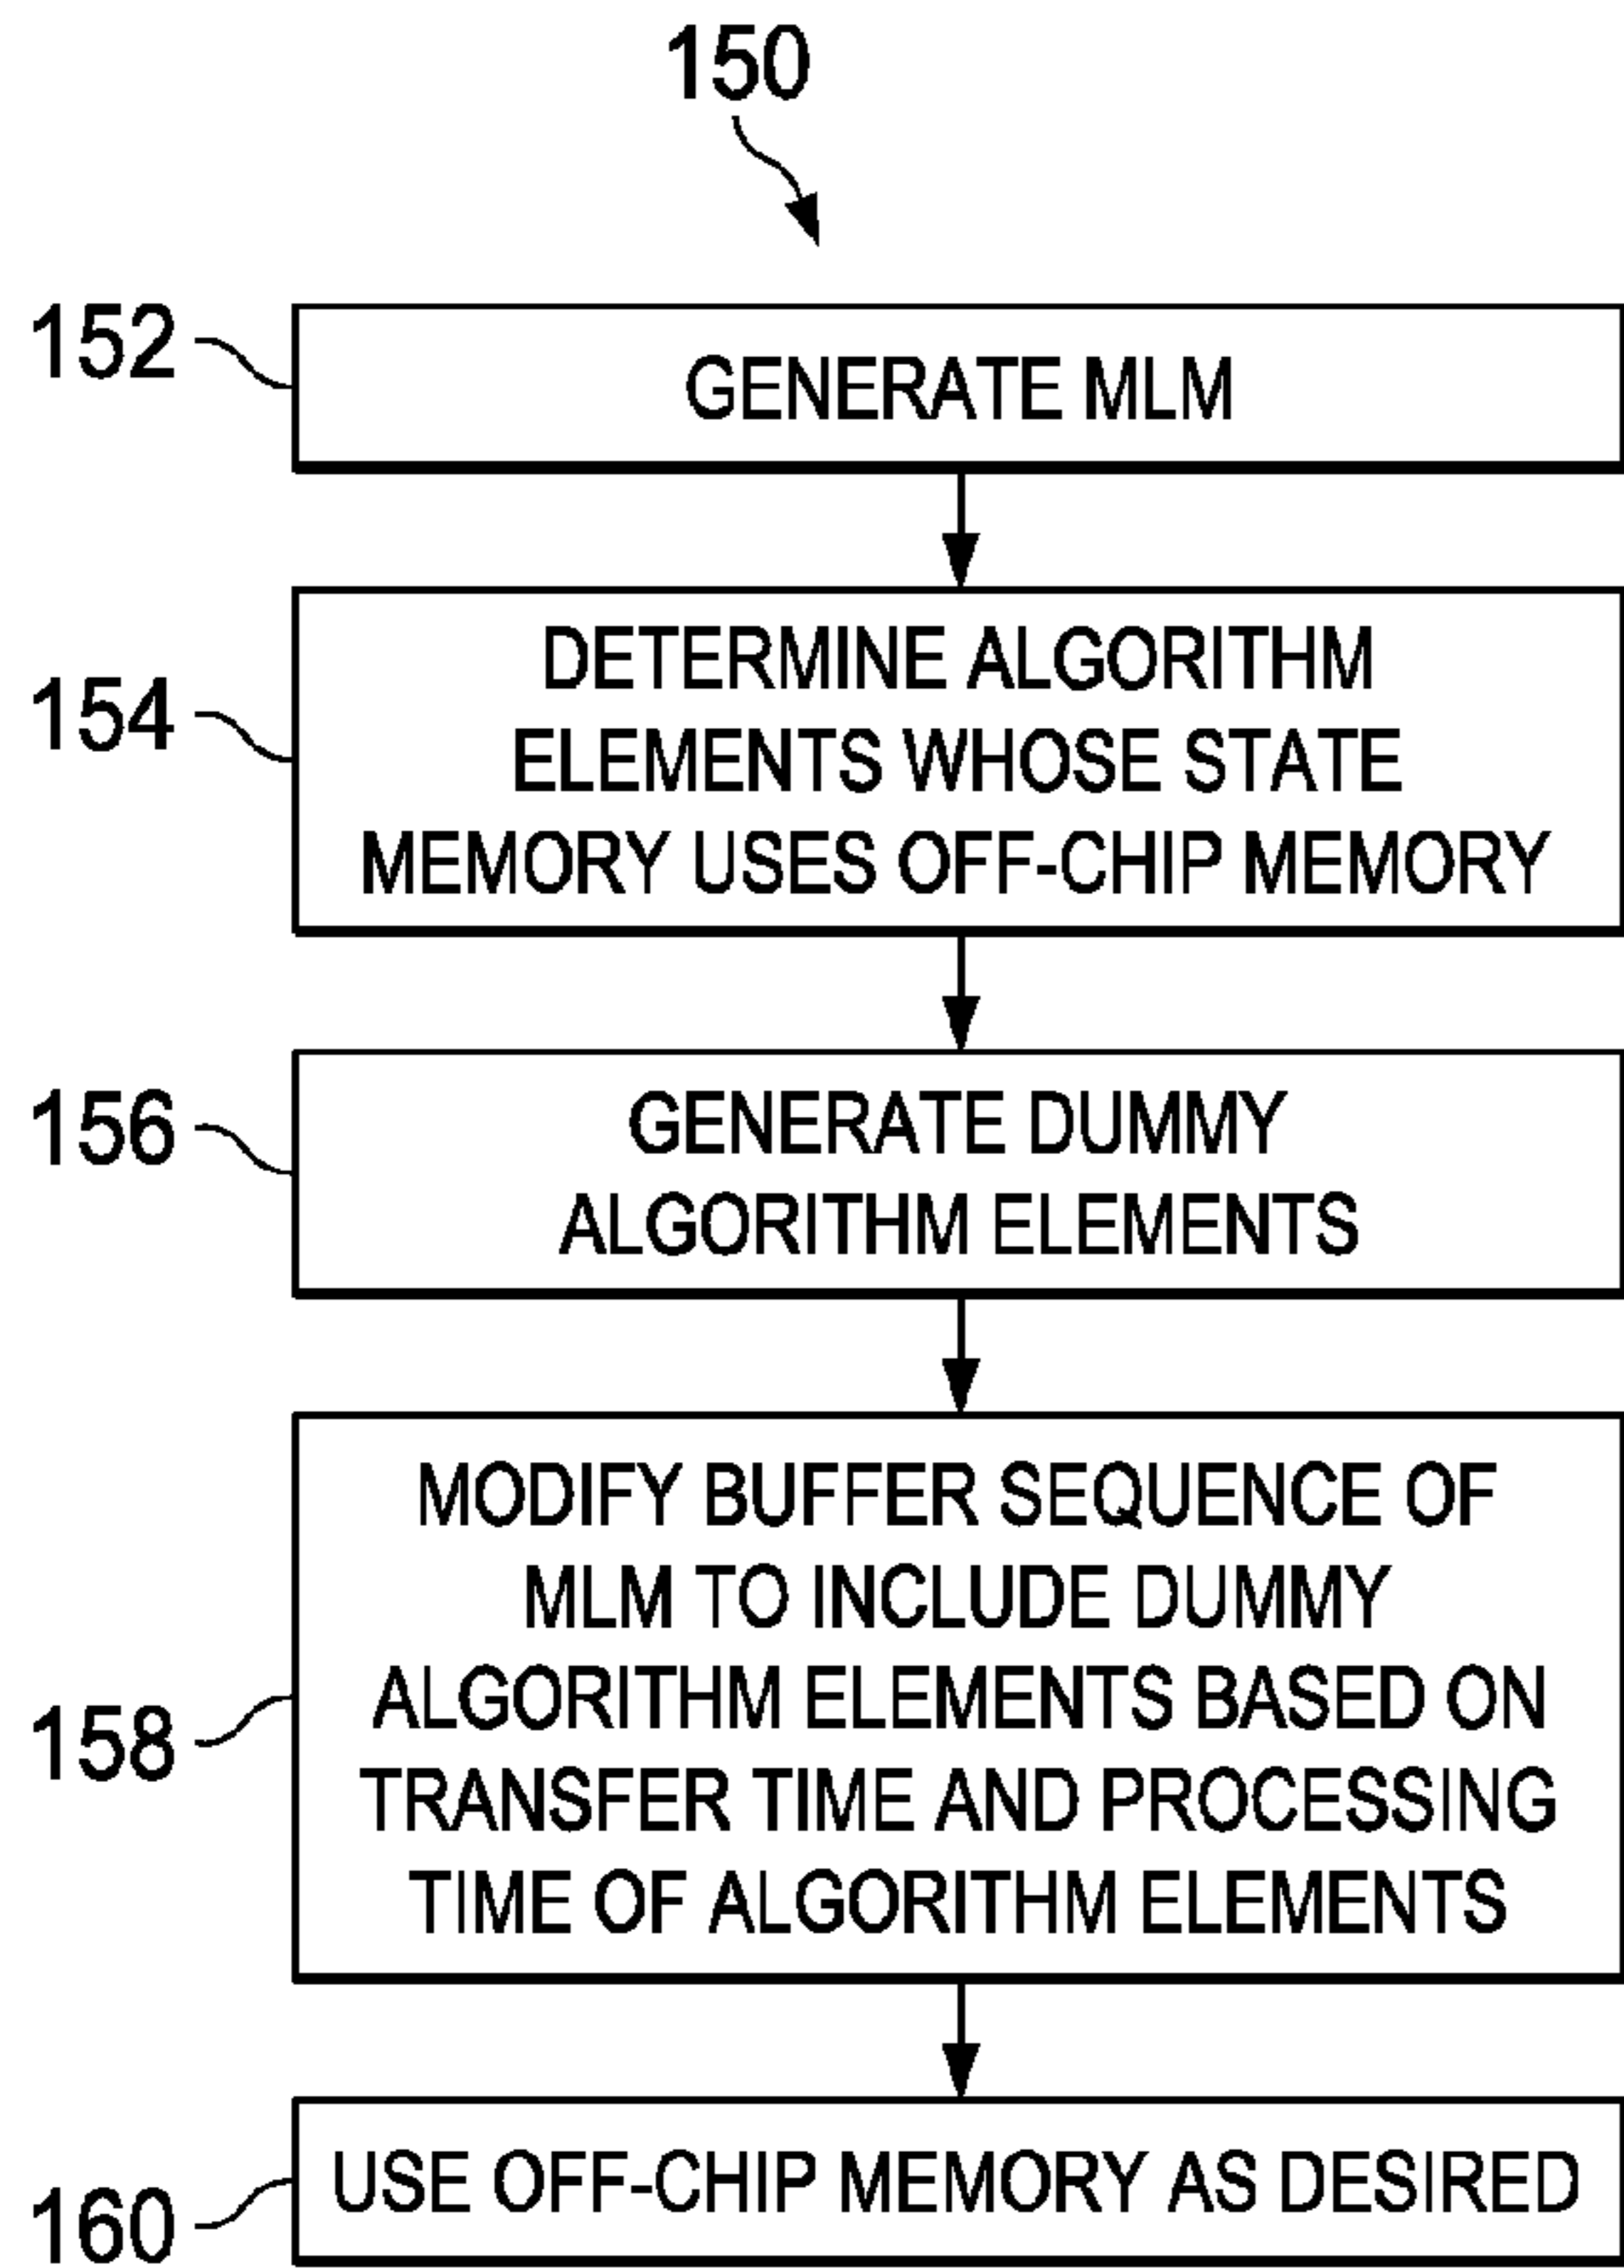 150
152
GENERATE MLM
154
DETERMINE ALGORITHM
ELEMENTS WHOSE STATE
MEMORY USES OFF-CHIP MEMORY
156
GENERATE DUMMY
ALGORITHM ELEMENTS
158
MODIFY BUFFER SEQUENCE OF
MLM TO INCLUDE DUMMY
ALGORITHM ELEMENTS BASED ON
TRANSFER TIME AND PROCESSING
TIME OF ALGORITHM ELEMENTS
160
USE OFF-CHIP MEMORY AS DESIRED